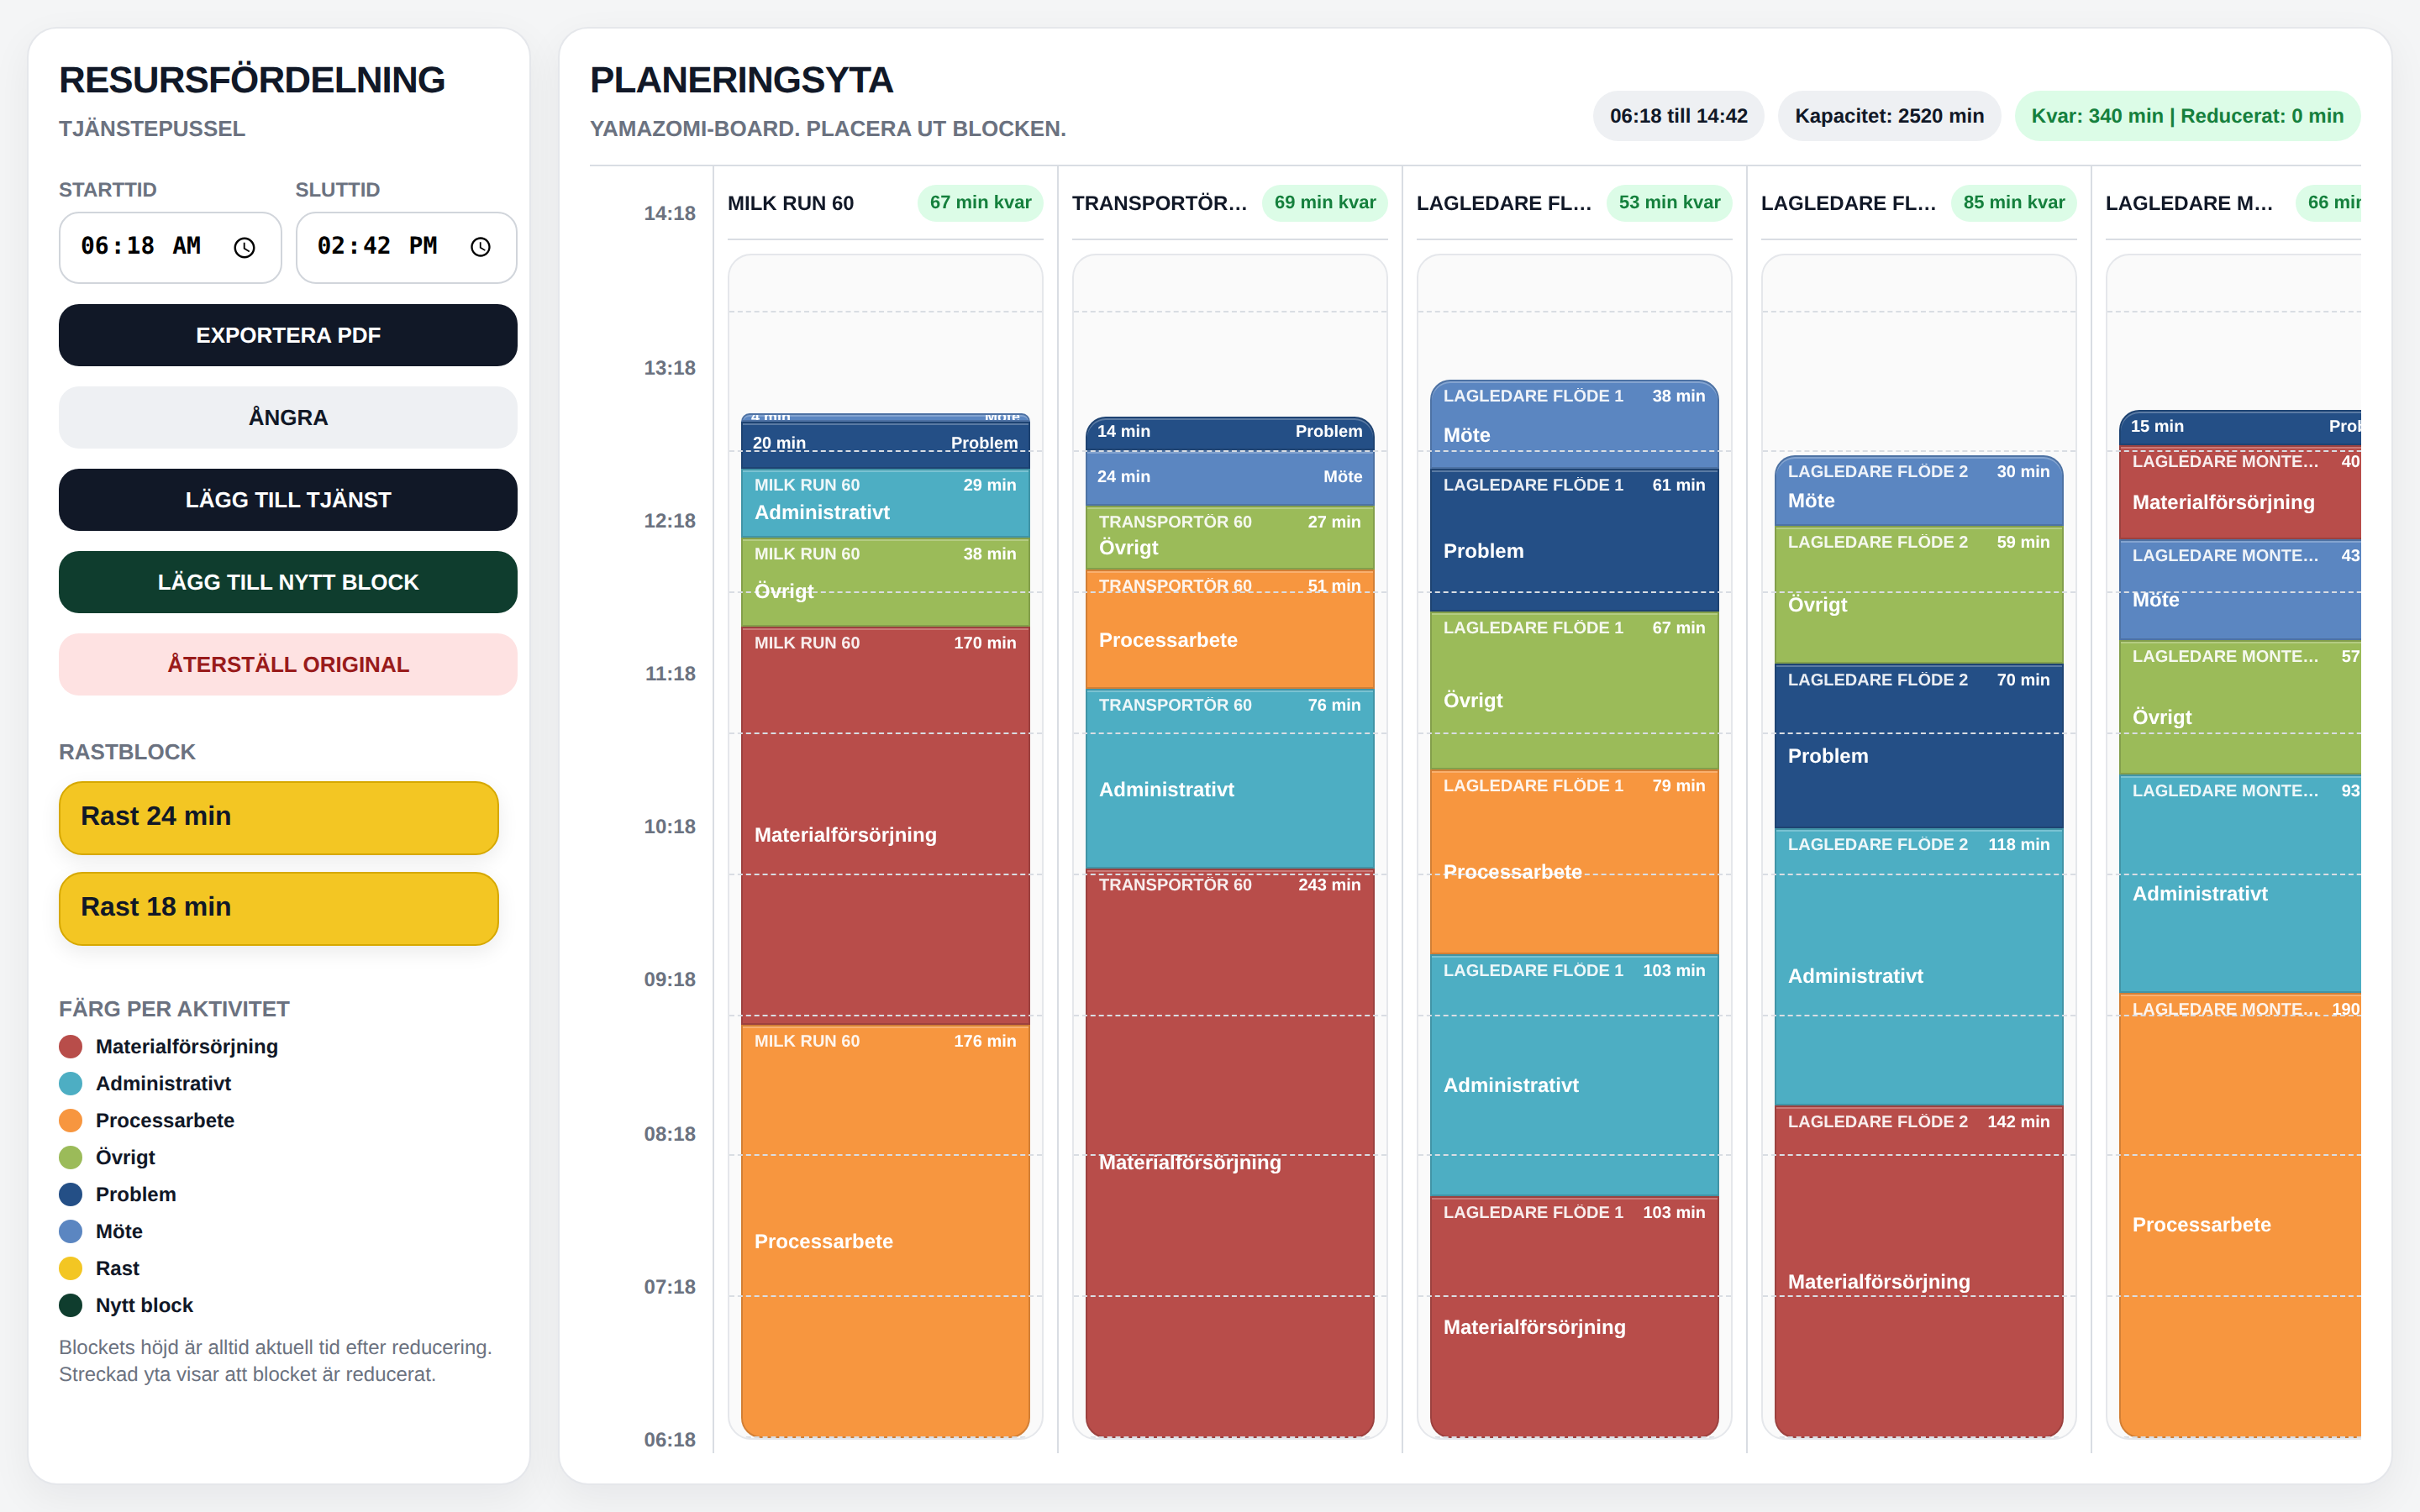 RESURSFÖRDELNING
TJÄNSTEPUSSEL
STARTTID SLUTTID
06:18 AM 02:42 PM
EXPORTERA PDF
ÅNGRA
LÄGG TILL TJÄNST
LÄGG TILL NYTT BLOCK
ÅTERSTÄLL ORIGINAL
RASTBLOCK
Rast 24 min
Rast 18 min
FÄRG PER AKTIVITET
Materialförsörjning
Administrativt
Processarbete
Övrigt
Problem
Möte
Rast
Nytt block
Blockets höjd är alltid aktuell tid efter reducering.
Streckad yta visar att blocket är reducerat.
PLANERINGSYTA
YAMAZOMI-BOARD. PLACERA UT BLOCKEN.
06:18 till 14:42
Kapacitet: 2520 min
Kvar: 340 min | Reducerat: 0 min
14:18
13:18
12:18
11:18
10:18
09:18
08:18
07:18
06:18
MILK RUN 60 67 min kvar
4 min Möte
20 min Problem
MILK RUN 60 29 min
Administrativt
MILK RUN 60 38 min
Övrigt
MILK RUN 60 170 min
Materialförsörjning
MILK RUN 60 176 min
Processarbete
TRANSPORTÖR… 69 min kvar
14 min Problem
24 min Möte
TRANSPORTÖR 60 27 min
Övrigt
TRANSPORTÖR 60 51 min
Processarbete
TRANSPORTÖR 60 76 min
Administrativt
TRANSPORTÖR 60 243 min
Materialförsörjning
LAGLEDARE FL… 53 min kvar
LAGLEDARE FLÖDE 1 38 min
Möte
LAGLEDARE FLÖDE 1 61 min
Problem
LAGLEDARE FLÖDE 1 67 min
Övrigt
LAGLEDARE FLÖDE 1 79 min
Processarbete
LAGLEDARE FLÖDE 1 103 min
Administrativt
LAGLEDARE FLÖDE 1 103 min
Materialförsörjning
LAGLEDARE FL… 85 min kvar
LAGLEDARE FLÖDE 2 30 min
Möte
LAGLEDARE FLÖDE 2 59 min
Övrigt
LAGLEDARE FLÖDE 2 70 min
Problem
LAGLEDARE FLÖDE 2 118 min
Administrativt
LAGLEDARE FLÖDE 2 142 min
Materialförsörjning
LAGLEDARE M… 66 min
15 min Prob
LAGLEDARE MONTE… 40
Materialförsörjning
LAGLEDARE MONTE… 43
Möte
LAGLEDARE MONTE… 57
Övrigt
LAGLEDARE MONTE… 93
Administrativt
LAGLEDARE MONTE… 190
Processarbete